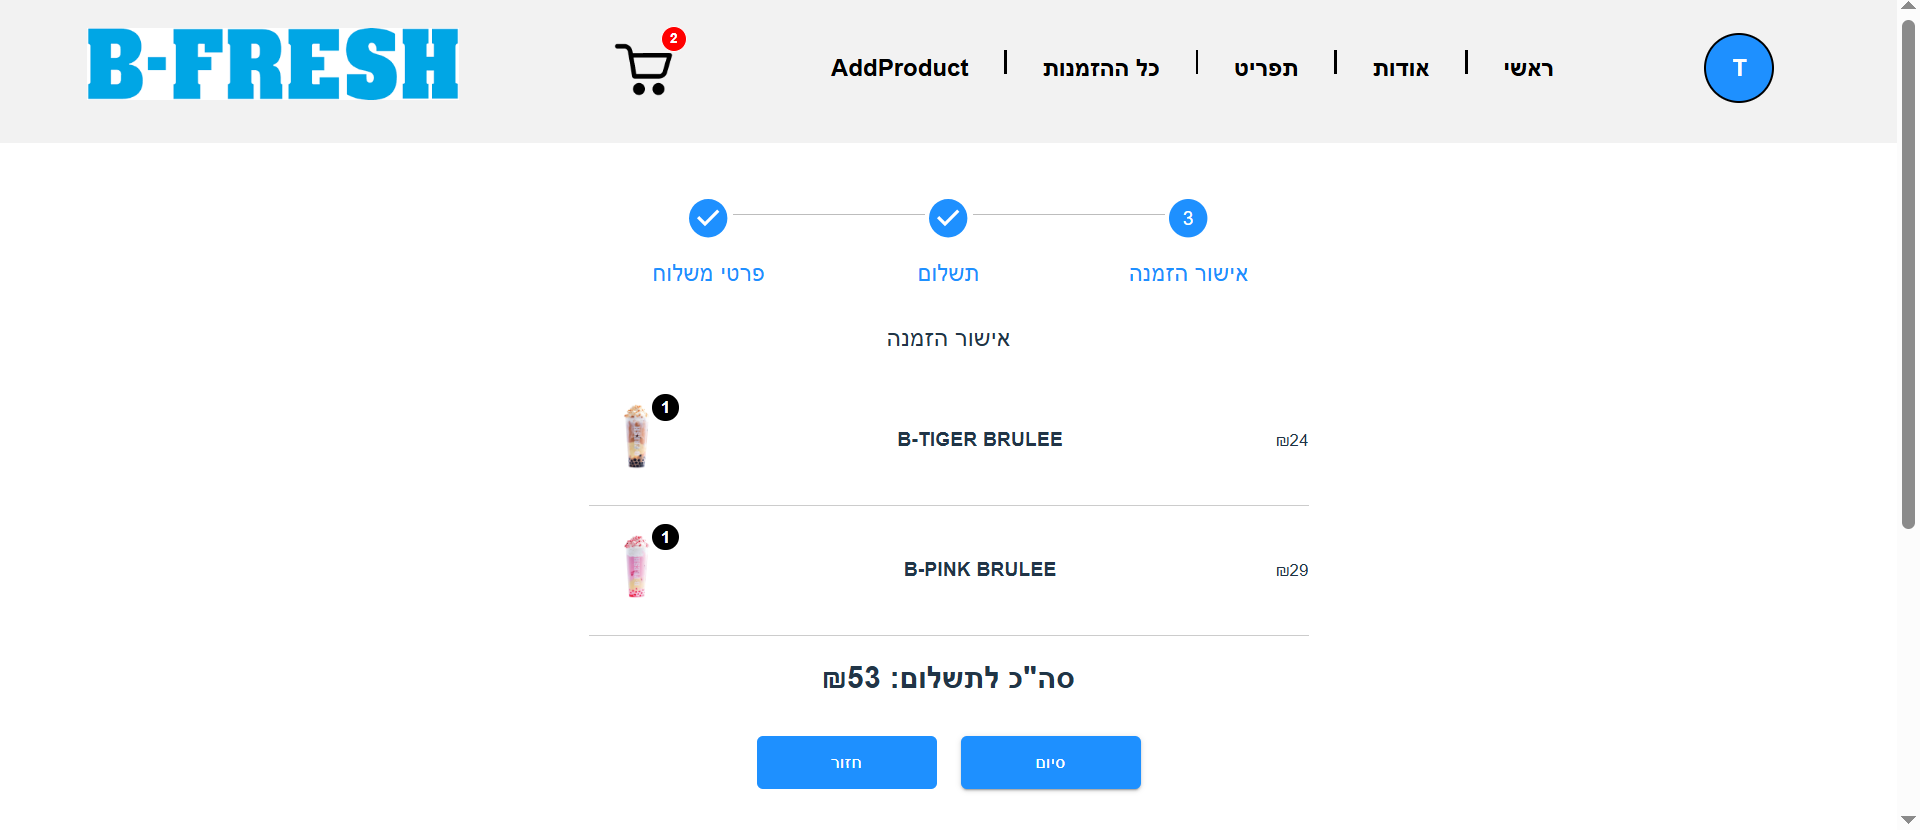 B-FRESH
2
AddProduct
כל ההזמנות
תפריט
אודות
ראשי
T
3
פרטי משלוח
תשלום
אישור הזמנה
אישור הזמנה
1
B-TIGER BRULEE
₪24
1
B-PINK BRULEE
₪29
סה"כ לתשלום: ₪53
חזור
סיום